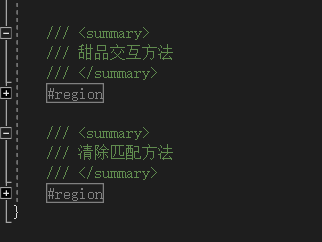 /// <summary>
/// 甜品交互方法
/// </summary>
#region
/// <summary>
/// 清除匹配方法
/// </summary>
#region
}